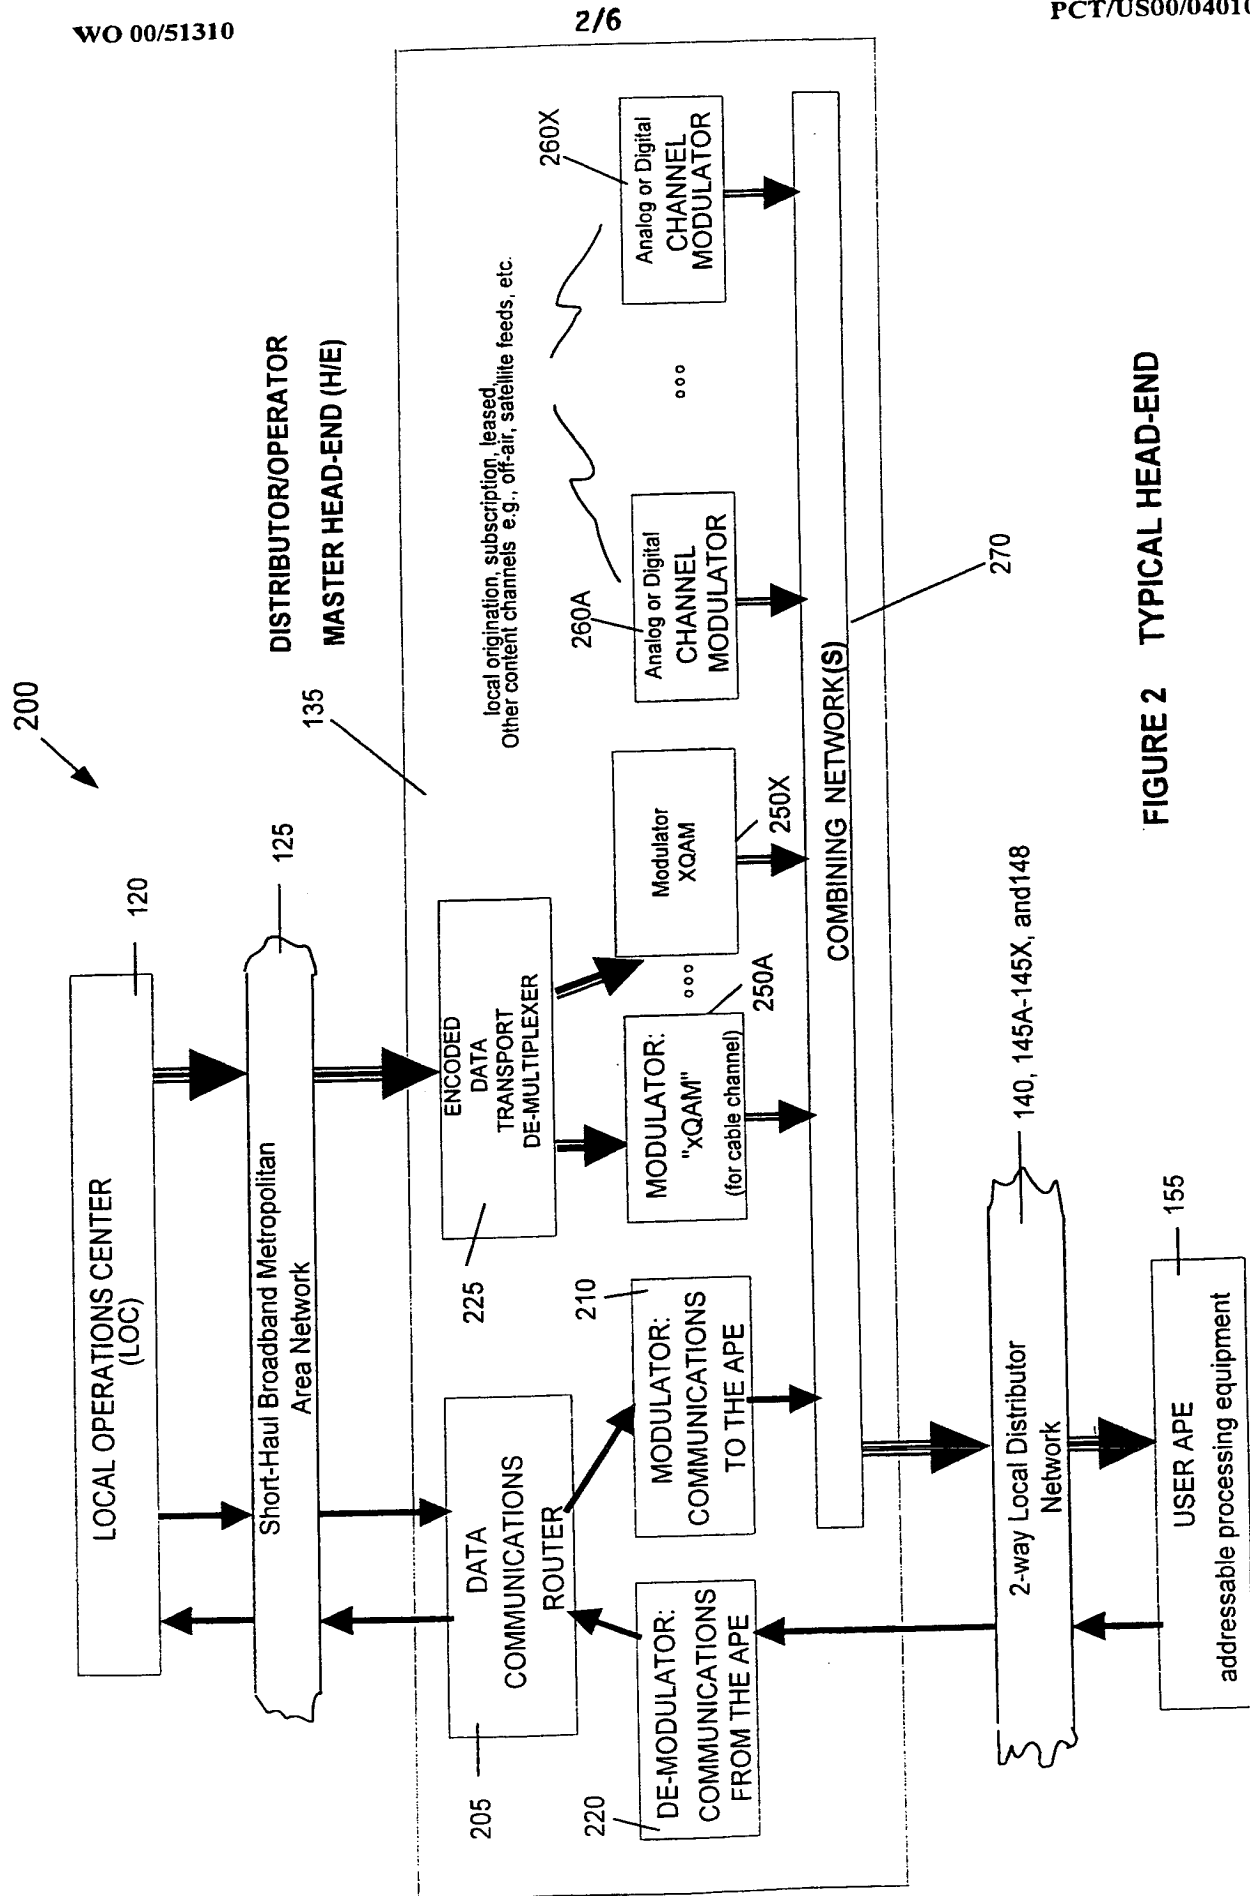 WO 00/51310
2/6
PCT/US00/04010
200
LOCAL OPERATIONS CENTER
(LOC)
120
Short-Haul Broadband Metropolitan
Area Network
125
DISTRIBUTOR/OPERATOR
MASTER HEAD-END (H/E)
135
local origination, subscription, leased,
Other content channels e.g., off-air, satellite feeds, etc.
DATA
COMMUNICATIONS
ROUTER
205
ENCODED
DATA
TRANSPORT
DE-MULTIPLEXER
225
DE-MODULATOR:
COMMUNICATIONS
FROM THE APE
220
MODULATOR:
COMMUNICATIONS
TO THE APE
210
MODULATOR:
"xQAM"
(for cable channel)
250A
ooo
Modulator
XQAM
250X
Analog or Digital
CHANNEL
MODULATOR
260A
ooo
Analog or Digital
CHANNEL
MODULATOR
260X
COMBINING NETWORK(S)
270
2-way Local Distributor
Network
140, 145A-145X, and148
USER APE
addressable processing equipment
155
FIGURE 2 TYPICAL HEAD-END